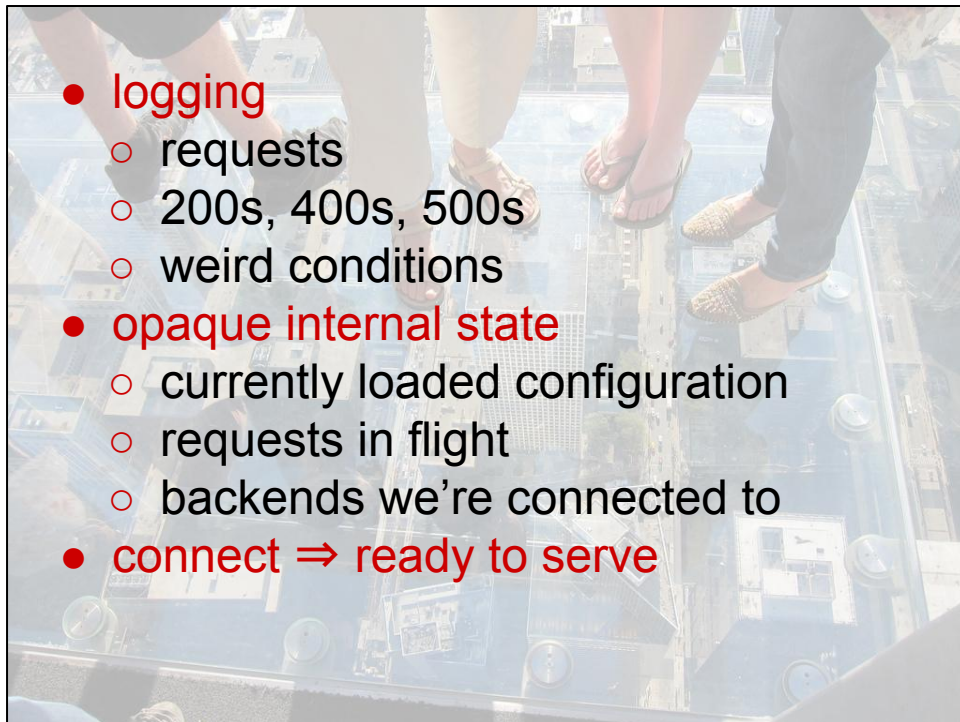 ● logging
○ requests
○ 200s, 400s, 500s
○ weird conditions
● opaque internal state
○ currently loaded configuration
○ requests in flight
○ backends we’re connected to
● connect ⇒ ready to serve